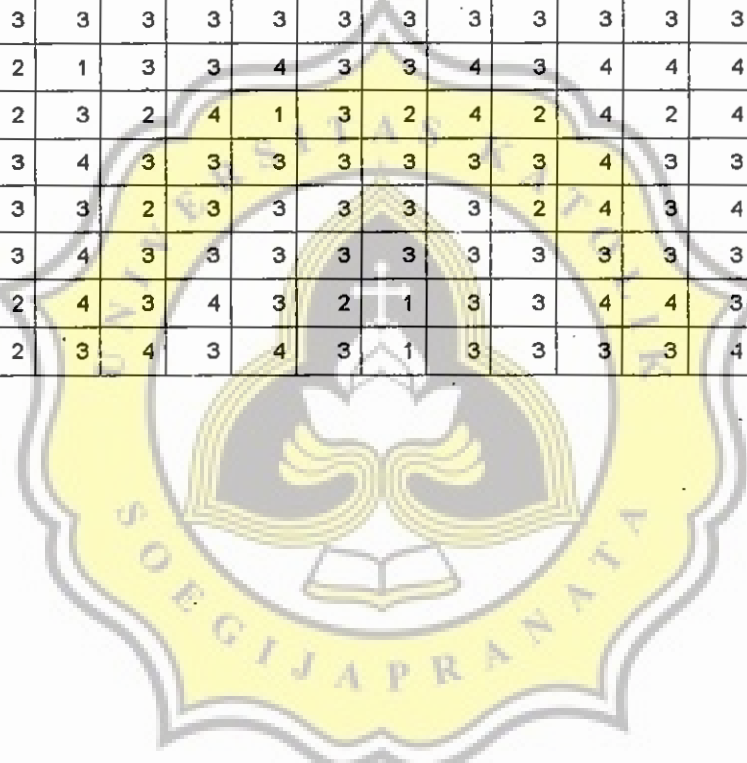 3 3 3 3 3 3 3 3 3 3 3 3
2 1 3 3 4 3 3 4 3 4 4 4
2 3 2 4 1 3 2 4 2 4 2 4
3 4 3 3 3 3 3 3 3 4 3 3
3 3 2 3 3 3 3 3 2 4 3 4
3 4 3 3 3 3 3 3 3 3 3 3
2 4 3 4 3 2 1 3 3 4 4 3
2 3 4 3 4 3 1 3 3 3 3 4
UNIVERSITAS KATOLIK
SOEGIJAPRANATA